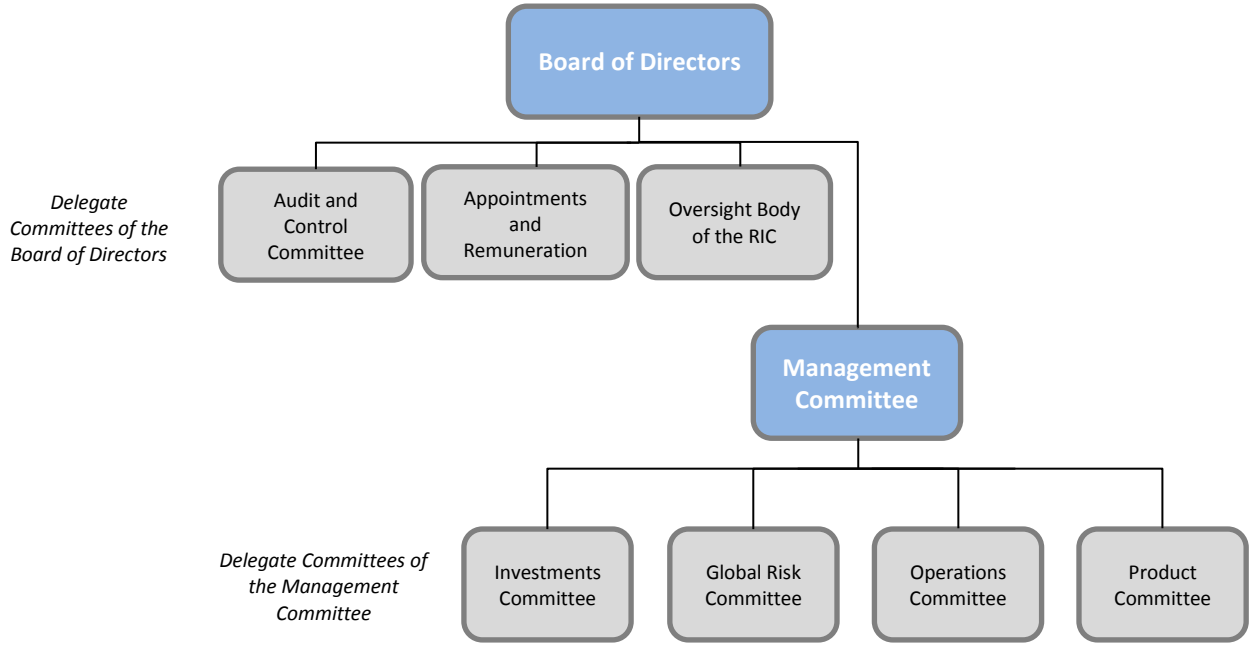 Board of Directors
Delegate
Committees of the
Board of Directors
Audit and
Control
Committee
Appointments
and
Remuneration
Oversight Body
of the RIC
Management
Committee
Delegate Committees of
the Management
Committee
Investments
Committee
Global Risk
Committee
Operations
Committee
Product
Committee